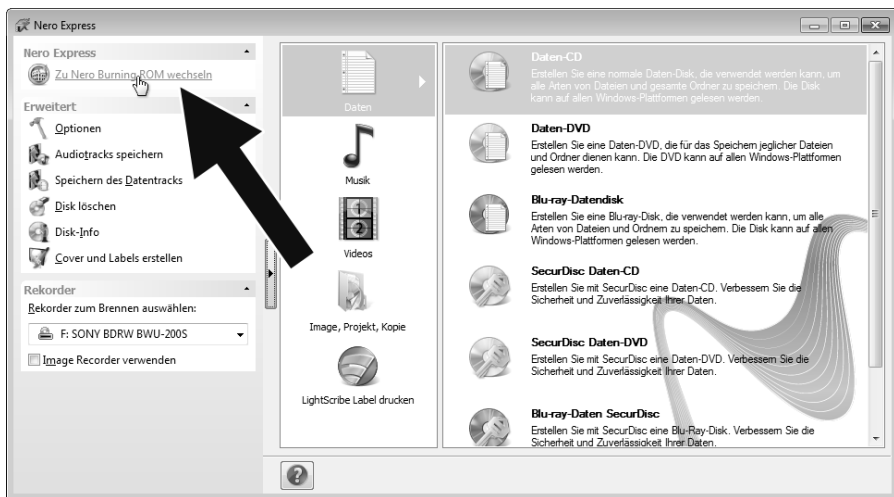 Nero Express
Nero Express
Zu Nero Burning ROM wechseln
Erweitert
Optionen
Audiotracks speichern
Speichern des Datentracks
Disk löschen
Disk-Info
Cover und Labels erstellen
Rekorder
Rekorder zum Brennen auswählen:
F: SONY BDRW BWU-200S
Image Recorder verwenden
Daten
Musik
Videos
Image, Projekt, Kopie
LightScribe Label drucken
Daten-CD
Erstellen Sie eine normale Daten-Disk, die verwendet werden kann, um
alle Arten von Dateien und gesamte Ordner zu speichern. Die Disk
kann auf allen Windows-Plattformen gelesen werden.
Daten-DVD
Erstellen Sie eine Daten-DVD, die für das Speichern jeglicher Dateien
und Ordner dienen kann. Die DVD kann auf allen Windows-Plattformen
gelesen werden.
Blu-ray-Datendisk
Erstellen Sie eine Blu-ray-Disk, die verwendet werden kann, um alle
Arten von Dateien und Ordnern zu speichern. Die Disk kann auf allen
Windows-Plattformen gelesen werden.
SecurDisc Daten-CD
Erstellen Sie mit SecurDisc eine Daten-CD. Verbessern Sie die
Sicherheit und Zuverlässigkeit Ihrer Daten.
SecurDisc Daten-DVD
Erstellen Sie mit SecurDisc eine Daten-DVD. Verbessern Sie die
Sicherheit und Zuverlässigkeit Ihrer Daten.
Blu-ray-Daten SecurDisc
Erstellen Sie mit SecurDisc eine Blu-Ray-Disk. Verbessern Sie die
Sicherheit und Zuverlässigkeit Ihrer Daten.